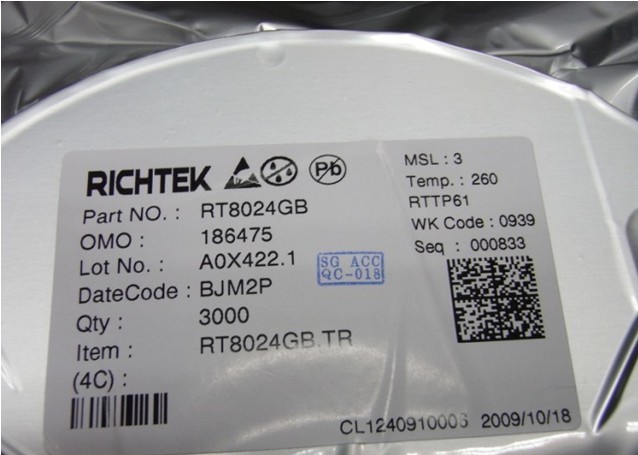 RICHTEK Pb
Part NO. : RT8024GB
OMO : 186475
Lot No. : A0X422.1
DateCode : BJM2P
Qty : 3000
Item : RT8024GB.TR
(4C) :
MSL : 3
Temp. : 260
RTTP61
WK Code : 0939
Seq : 000833
SG ACC
QC-018
CL1240910006 2009/10/18